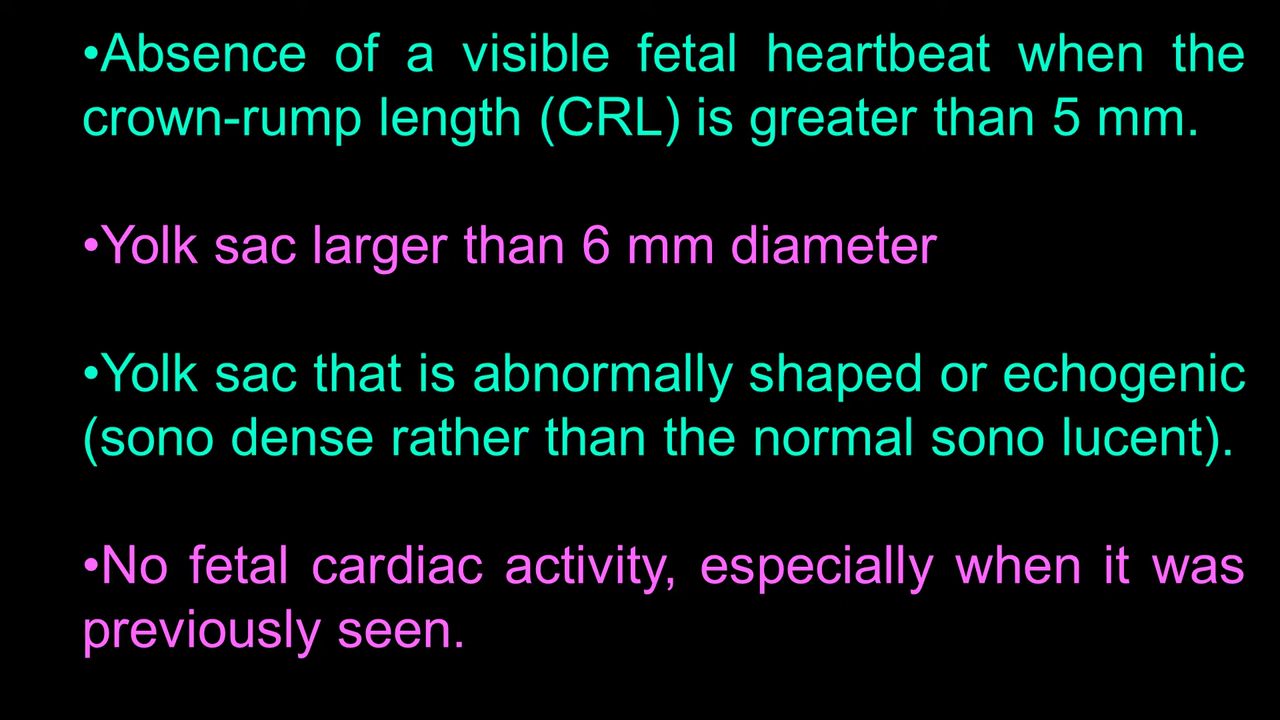 •Absence of a visible fetal heartbeat when the
crown-rump length (CRL) is greater than 5 mm.
•Yolk sac larger than 6 mm diameter
•Yolk sac that is abnormally shaped or echogenic
(sono dense rather than the normal sono lucent).
•No fetal cardiac activity, especially when it was
previously seen.